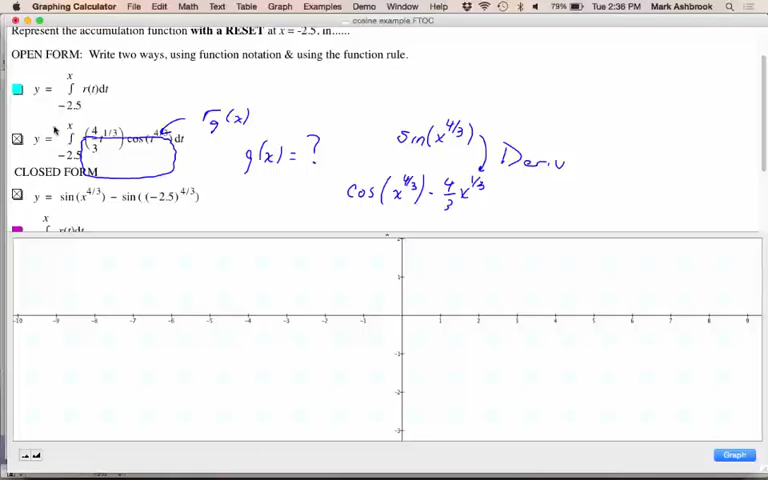 Graphing Calculator File Edit Math Text Table Graph Examples Demo Window Help 79% Tue 2:36 PM Mark Ashbrook
cosine example FTOC
Represent the accumulation function with a RESET at x = -2.5, in......
OPEN FORM: Write two ways, using function notation & using the function rule.
y = ∫_{-2.5}^{x} r(t)dt
y = ∫_{-2.5}^{x} (4/3 t^{1/3}) cos(t^{4/3}) dt
r_g(x)
g(x) = ?
sin(x^{4/3})
Deriv
cos(x^{4/3}) · 4/3 x^{1/3}
CLOSED FORM
y = sin(x^{4/3}) − sin((−2.5)^{4/3})
x
∫ r(t)dt
2
-10 -9 -8 -7 -6 -5 -4 -3 -2 -1 1 2 3 4 5 6 7 8 9
-1
-2
-3
Graph